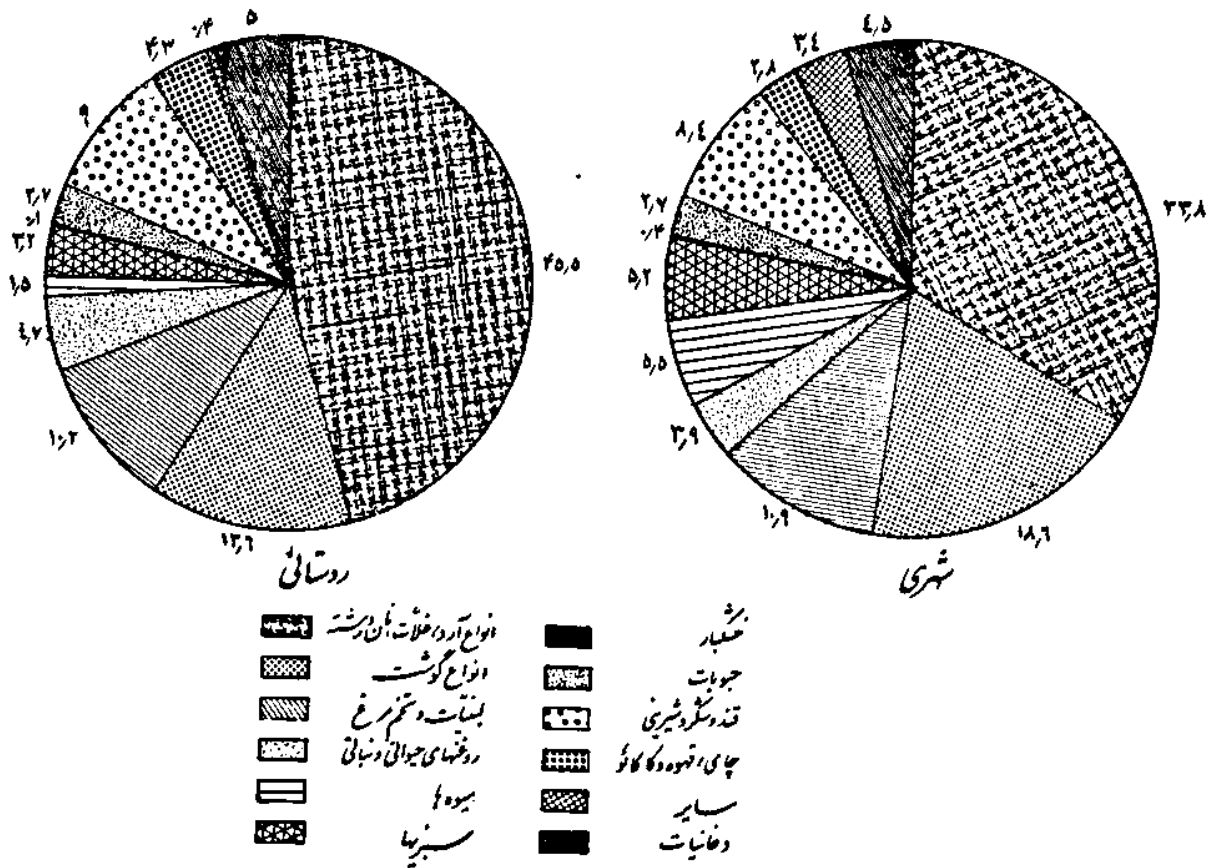 ۵
۰٫۴
۴٫۳
۹
۲٫۷
۰٫۱
۳٫۲
۱٫۵
۴٫۷
۱۰٫۲
۱۳٫۶
۴۵٫۵
روستائی
۴٫۵
۳٫۴
۲٫۸
۸٫۴
۲٫۷
۰٫۴
۵٫۲
۵٫۵
۳٫۹
۱۰٫۹
۱۸٫۶
۳۳٫۸
شهری
انواع آرد، غلات، نان و رشته
انواع گوشت
لبنیات و تخم مرغ
روغنهای حیوانی و نباتی
میوه ها
سبزیها
خشکبار
حبوبات
قند و شکر و شیرینی
چای، قهوه و کاکائو
سایر
دخانیات